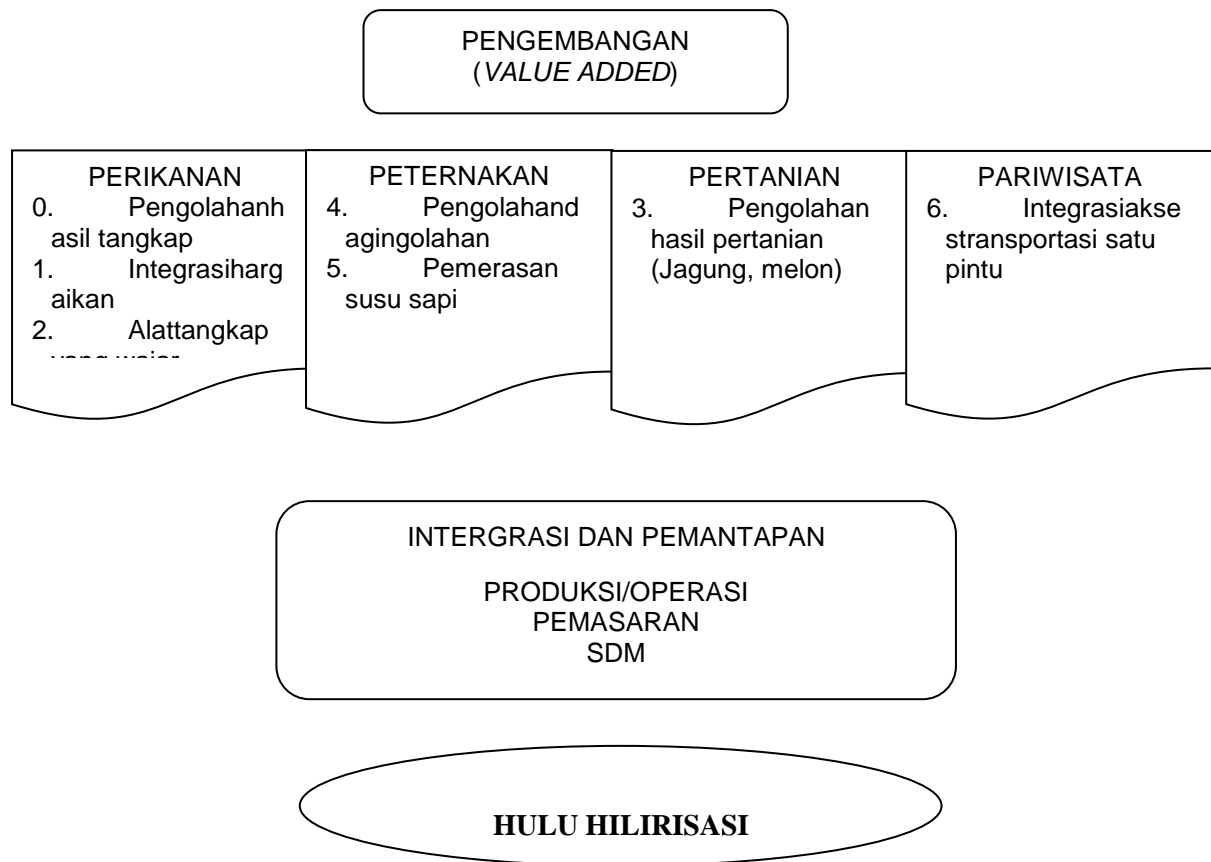 PENGEMBANGAN
(VALUE ADDED)
PERIKANAN
0. Pengolahanh
asil tangkap
1. Integrasiharg
aikan
2. Alattangkap
PETERNAKAN
4. Pengolahand
agingolahan
5. Pemerasan
susu sapi
PERTANIAN
3. Pengolahan
hasil pertanian
(Jagung, melon)
PARIWISATA
6. Integrasiakse
stransportasi satu
pintu
INTERGRASI DAN PEMANTAPAN
PRODUKSI/OPERASI
PEMASARAN
SDM
HULU HILIRISASI